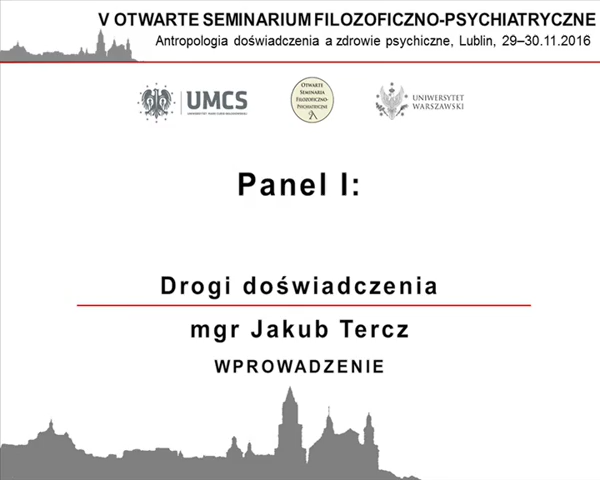 V OTWARTE SEMINARIUM FILOZOFICZNO-PSYCHIATRYCZNE
Antropologia doświadczenia a zdrowie psychiczne, Lublin, 29–30.11.2016
UMCS
OTWARTE
SEMINARIA
FILOZOFICZNO-
PSYCHIATRYCZNE
UNIWERSYTET
WARSZAWSKI
Panel I:
Drogi doświadczenia
mgr Jakub Tercz
WPROWADZENIE